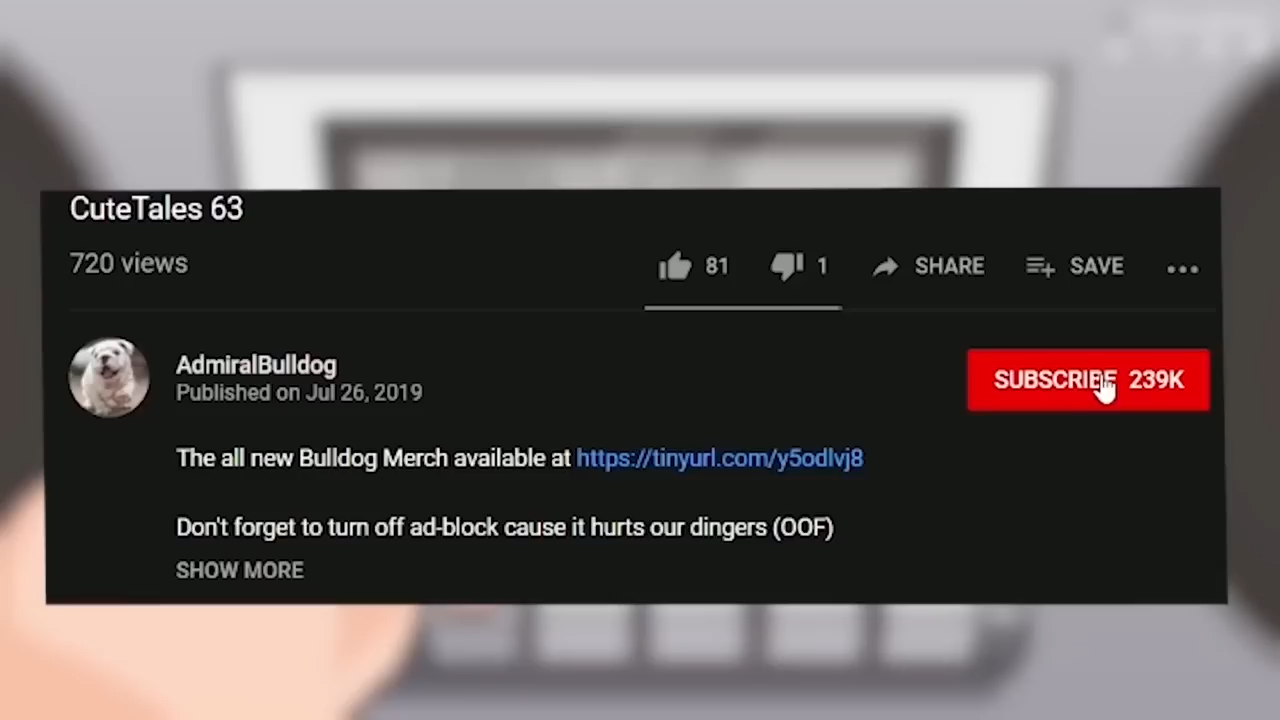 CuteTales 63
720 views
81 1 SHARE SAVE
AdmiralBulldog
Published on Jul 26, 2019
SUBSCRIBE 239K
The all new Bulldog Merch available at https://tinyurl.com/y5odlvj8
Don't forget to turn off ad-block cause it hurts our dingers (OOF)
SHOW MORE